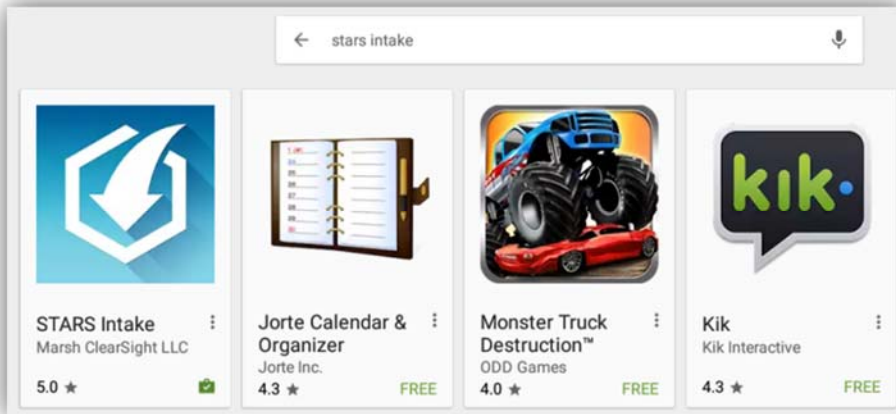 stars intake
STARS Intake
Marsh ClearSight LLC
5.0
Jorte Calendar &
Organizer
Jorte Inc.
4.3
FREE
Monster Truck
Destruction™
ODD Games
4.0
FREE
kik
Kik
Kik Interactive
4.3
FREE